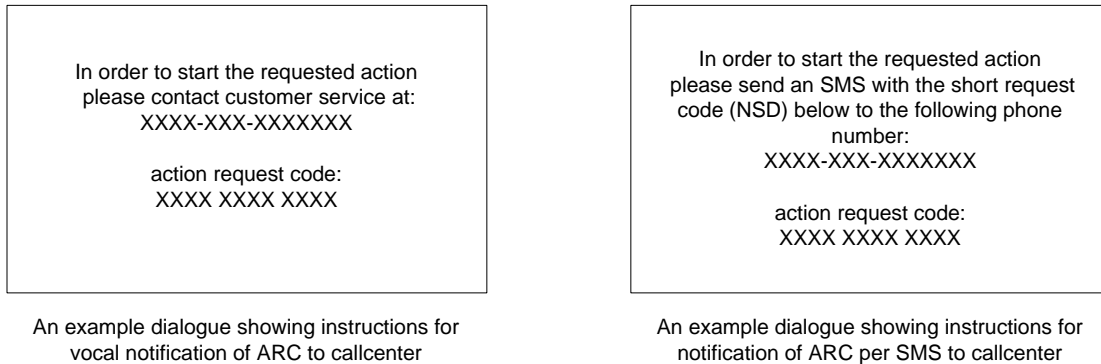 In order to start the requested action
please contact customer service at:
XXXX-XXX-XXXXXXX
action request code:
XXXX XXXX XXXX
An example dialogue showing instructions for
vocal notification of ARC to callcenter
In order to start the requested action
please send an SMS with the short request
code (NSD) below to the following phone
number:
XXXX-XXX-XXXXXXX
action request code:
XXXX XXXX XXXX
An example dialogue showing instructions for
notification of ARC per SMS to callcenter